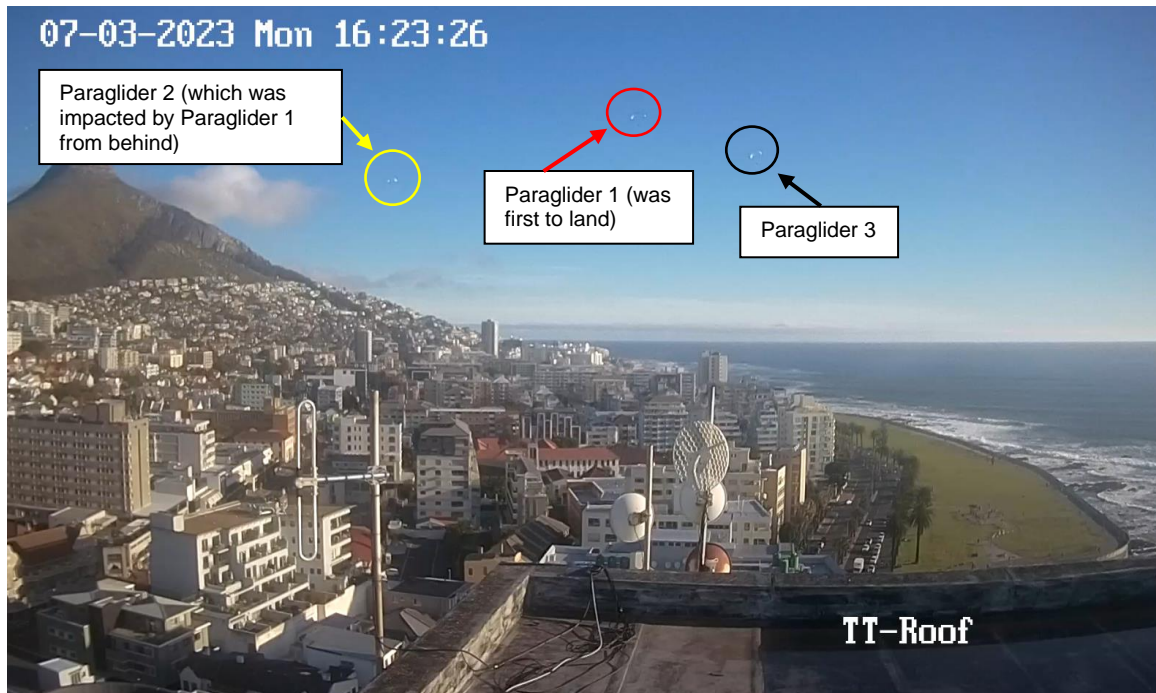 07-03-2023 Mon 16:23:26
Paraglider 2 (which was
impacted by Paraglider 1
from behind)
Paraglider 1 (was
first to land)
Paraglider 3
TT-Roof